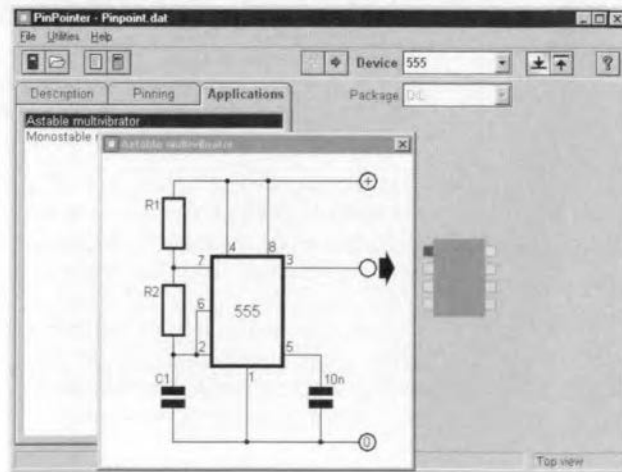 PinPointer - Pinpoint.dat
File Utilities Help
Device 555
Description Pinning Applications
Package DIL
Astable multivibrator
Monostable
Astable multivibrator
+
R1
4 8
7 3
R2
6
555
2 5
C1
1
10n
0
Top view